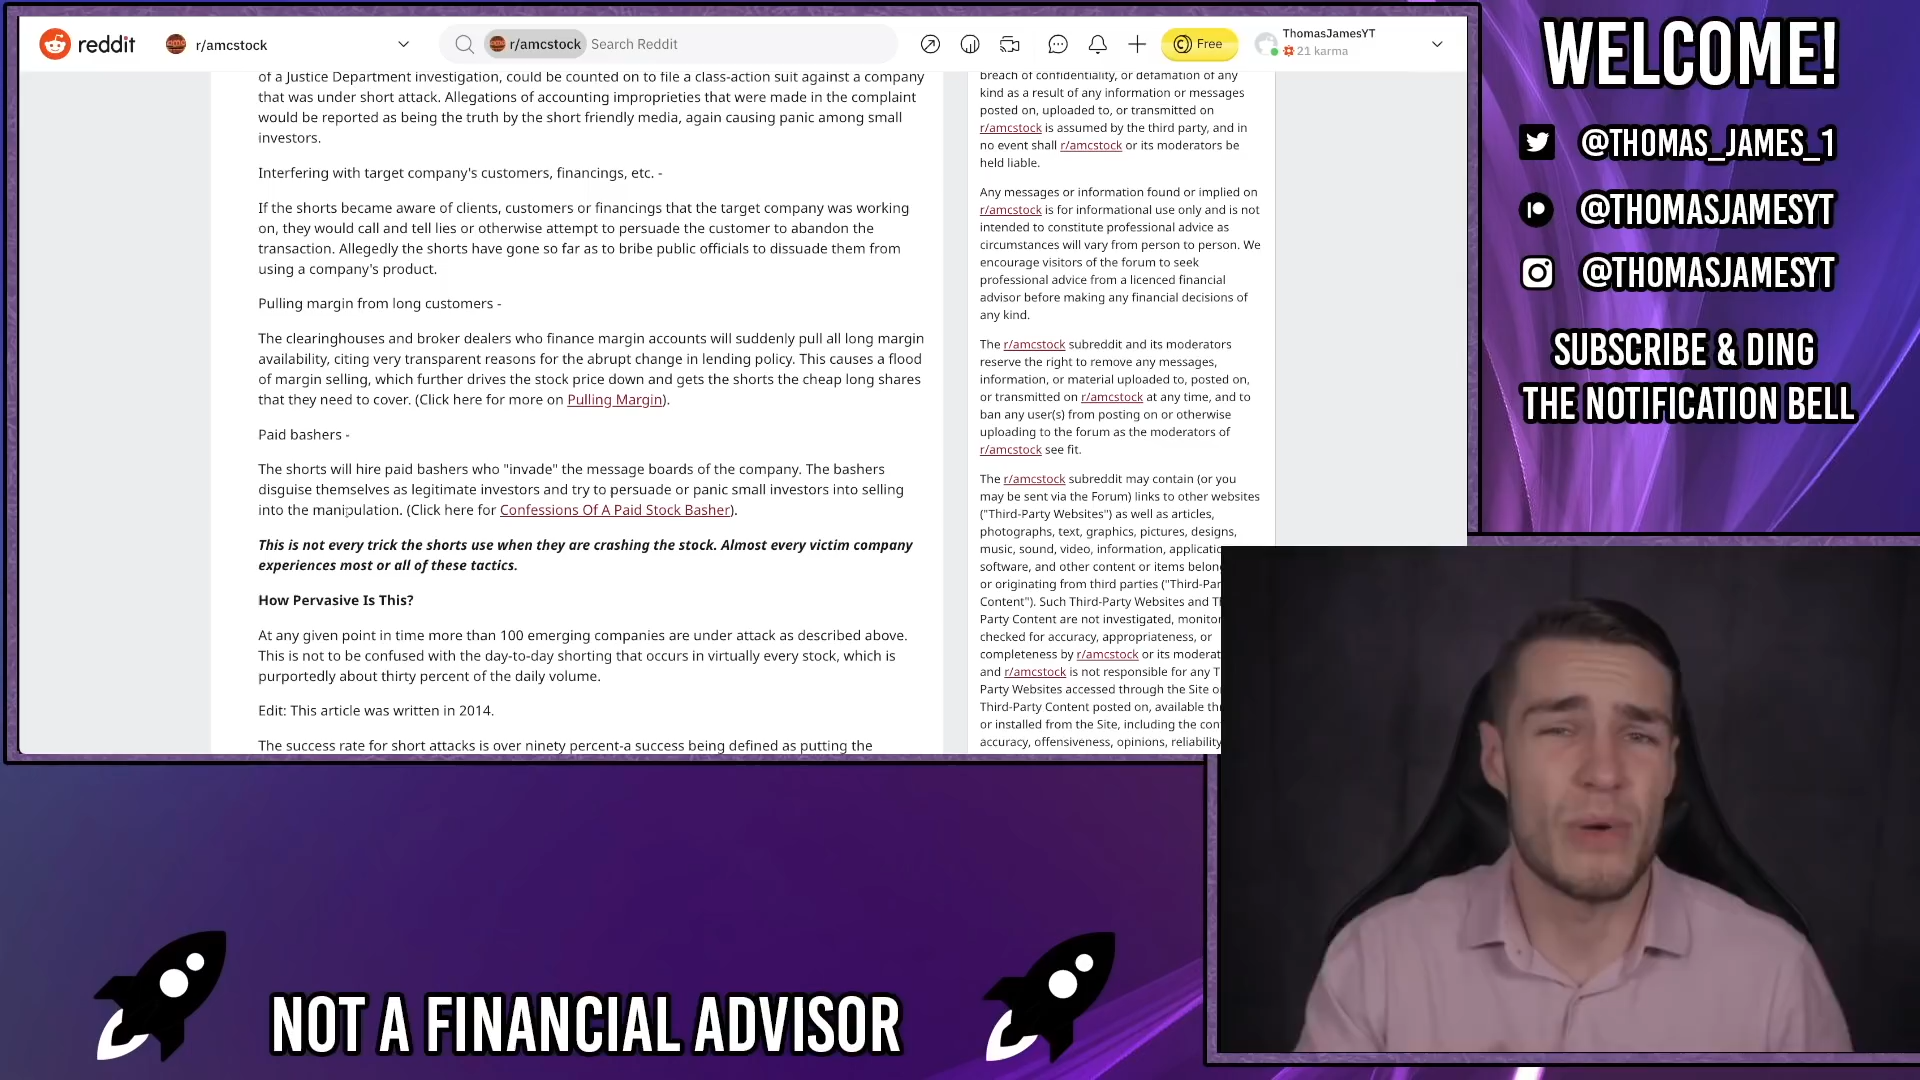 reddit
r/amcstock
r/amcstock Search Reddit
Free
ThomasJamesYT
21 karma
of a Justice Department investigation, could be counted on to file a class-action suit against a company
that was under short attack. Allegations of accounting improprieties that were made in the complaint
would be reported as being the truth by the short friendly media, again causing panic among small
investors.
Interfering with target company's customers, financings, etc. -
If the shorts became aware of clients, customers or financings that the target company was working
on, they would call and tell lies or otherwise attempt to persuade the customer to abandon the
transaction. Allegedly the shorts have gone so far as to bribe public officials to dissuade them from
using a company's product.
Pulling margin from long customers -
The clearinghouses and broker dealers who finance margin accounts will suddenly pull all long margin
availability, citing very transparent reasons for the abrupt change in lending policy. This causes a flood
of margin selling, which further drives the stock price down and gets the shorts the cheap long shares
that they need to cover. (Click here for more on Pulling Margin).
Paid bashers -
The shorts will hire paid bashers who "invade" the message boards of the company. The bashers
disguise themselves as legitimate investors and try to persuade or panic small investors into selling
into the manipulation. (Click here for Confessions Of A Paid Stock Basher).
This is not every trick the shorts use when they are crashing the stock. Almost every victim company
experiences most or all of these tactics.
How Pervasive Is This?
At any given point in time more than 100 emerging companies are under attack as described above.
This is not to be confused with the day-to-day shorting that occurs in virtually every stock, which is
purportedly about thirty percent of the daily volume.
Edit: This article was written in 2014.
The success rate for short attacks is over ninety percent-a success being defined as putting the
breach of confidentiality, or defamation of any
kind as a result of any information or messages
posted on, uploaded to, or transmitted on
r/amcstock is assumed by the third party, and in
no event shall r/amcstock or its moderators be
held liable.
Any messages or information found or implied on
r/amcstock is for informational use only and is not
intended to constitute professional advice as
circumstances will vary from person to person. We
encourage visitors of the forum to seek
professional advice from a licenced financial
advisor before making any financial decisions of
any kind.
The r/amcstock subreddit and its moderators
reserve the right to remove any messages,
information, or material uploaded to, posted on,
or transmitted on r/amcstock at any time, and to
ban any user(s) from posting on or otherwise
uploading to the forum as the moderators of
r/amcstock see fit.
The r/amcstock subreddit may contain (or you
may be sent via the Forum) links to other websites
("Third-Party Websites") as well as articles,
photographs, text, graphics, pictures, designs,
music, sound, video, information, applicatio
software, and other content or items belon
or originating from third parties ("Third-Par
Content"). Such Third-Party Websites and T
Party Content are not investigated, monitor
checked for accuracy, appropriateness, or
completeness by r/amcstock or its moderat
and r/amcstock is not responsible for any T
Party Websites accessed through the Site o
Third-Party Content posted on, available th
or installed from the Site, including the con
accuracy, offensiveness, opinions, reliability
WELCOME!
@THOMAS_JAMES_1
@THOMASJAMESYT
@THOMASJAMESYT
SUBSCRIBE & DING
THE NOTIFICATION BELL
NOT A FINANCIAL ADVISOR